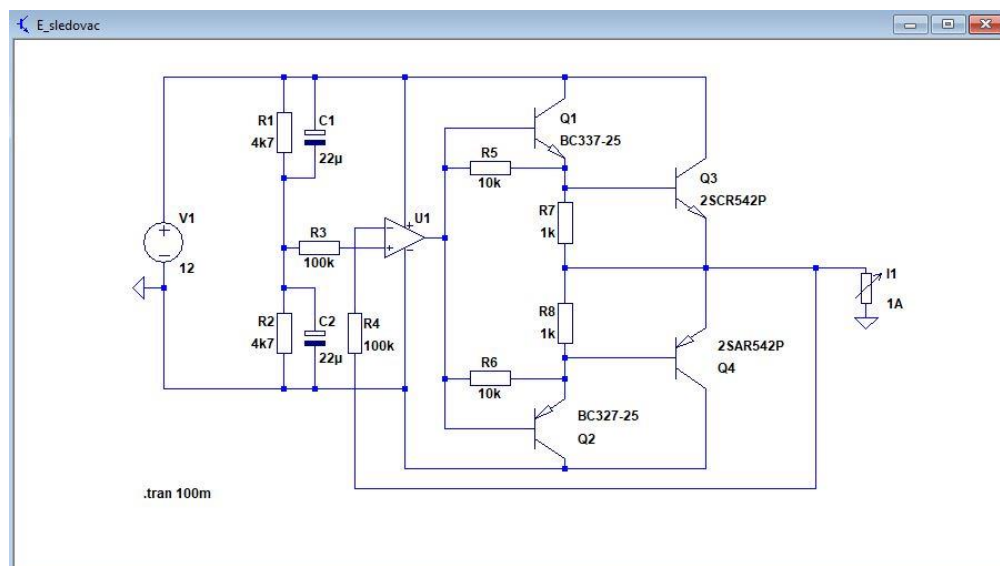 E_sledovac
R1
4k7
C1
22µ
Q1
BC337-25
R5
10k
Q3
2SCR542P
V1
12
R3
100k
U1
R7
1k
I1
1A
R2
4k7
C2
22µ
R4
100k
R8
1k
2SAR542P
Q4
R6
10k
BC327-25
Q2
.tran 100m